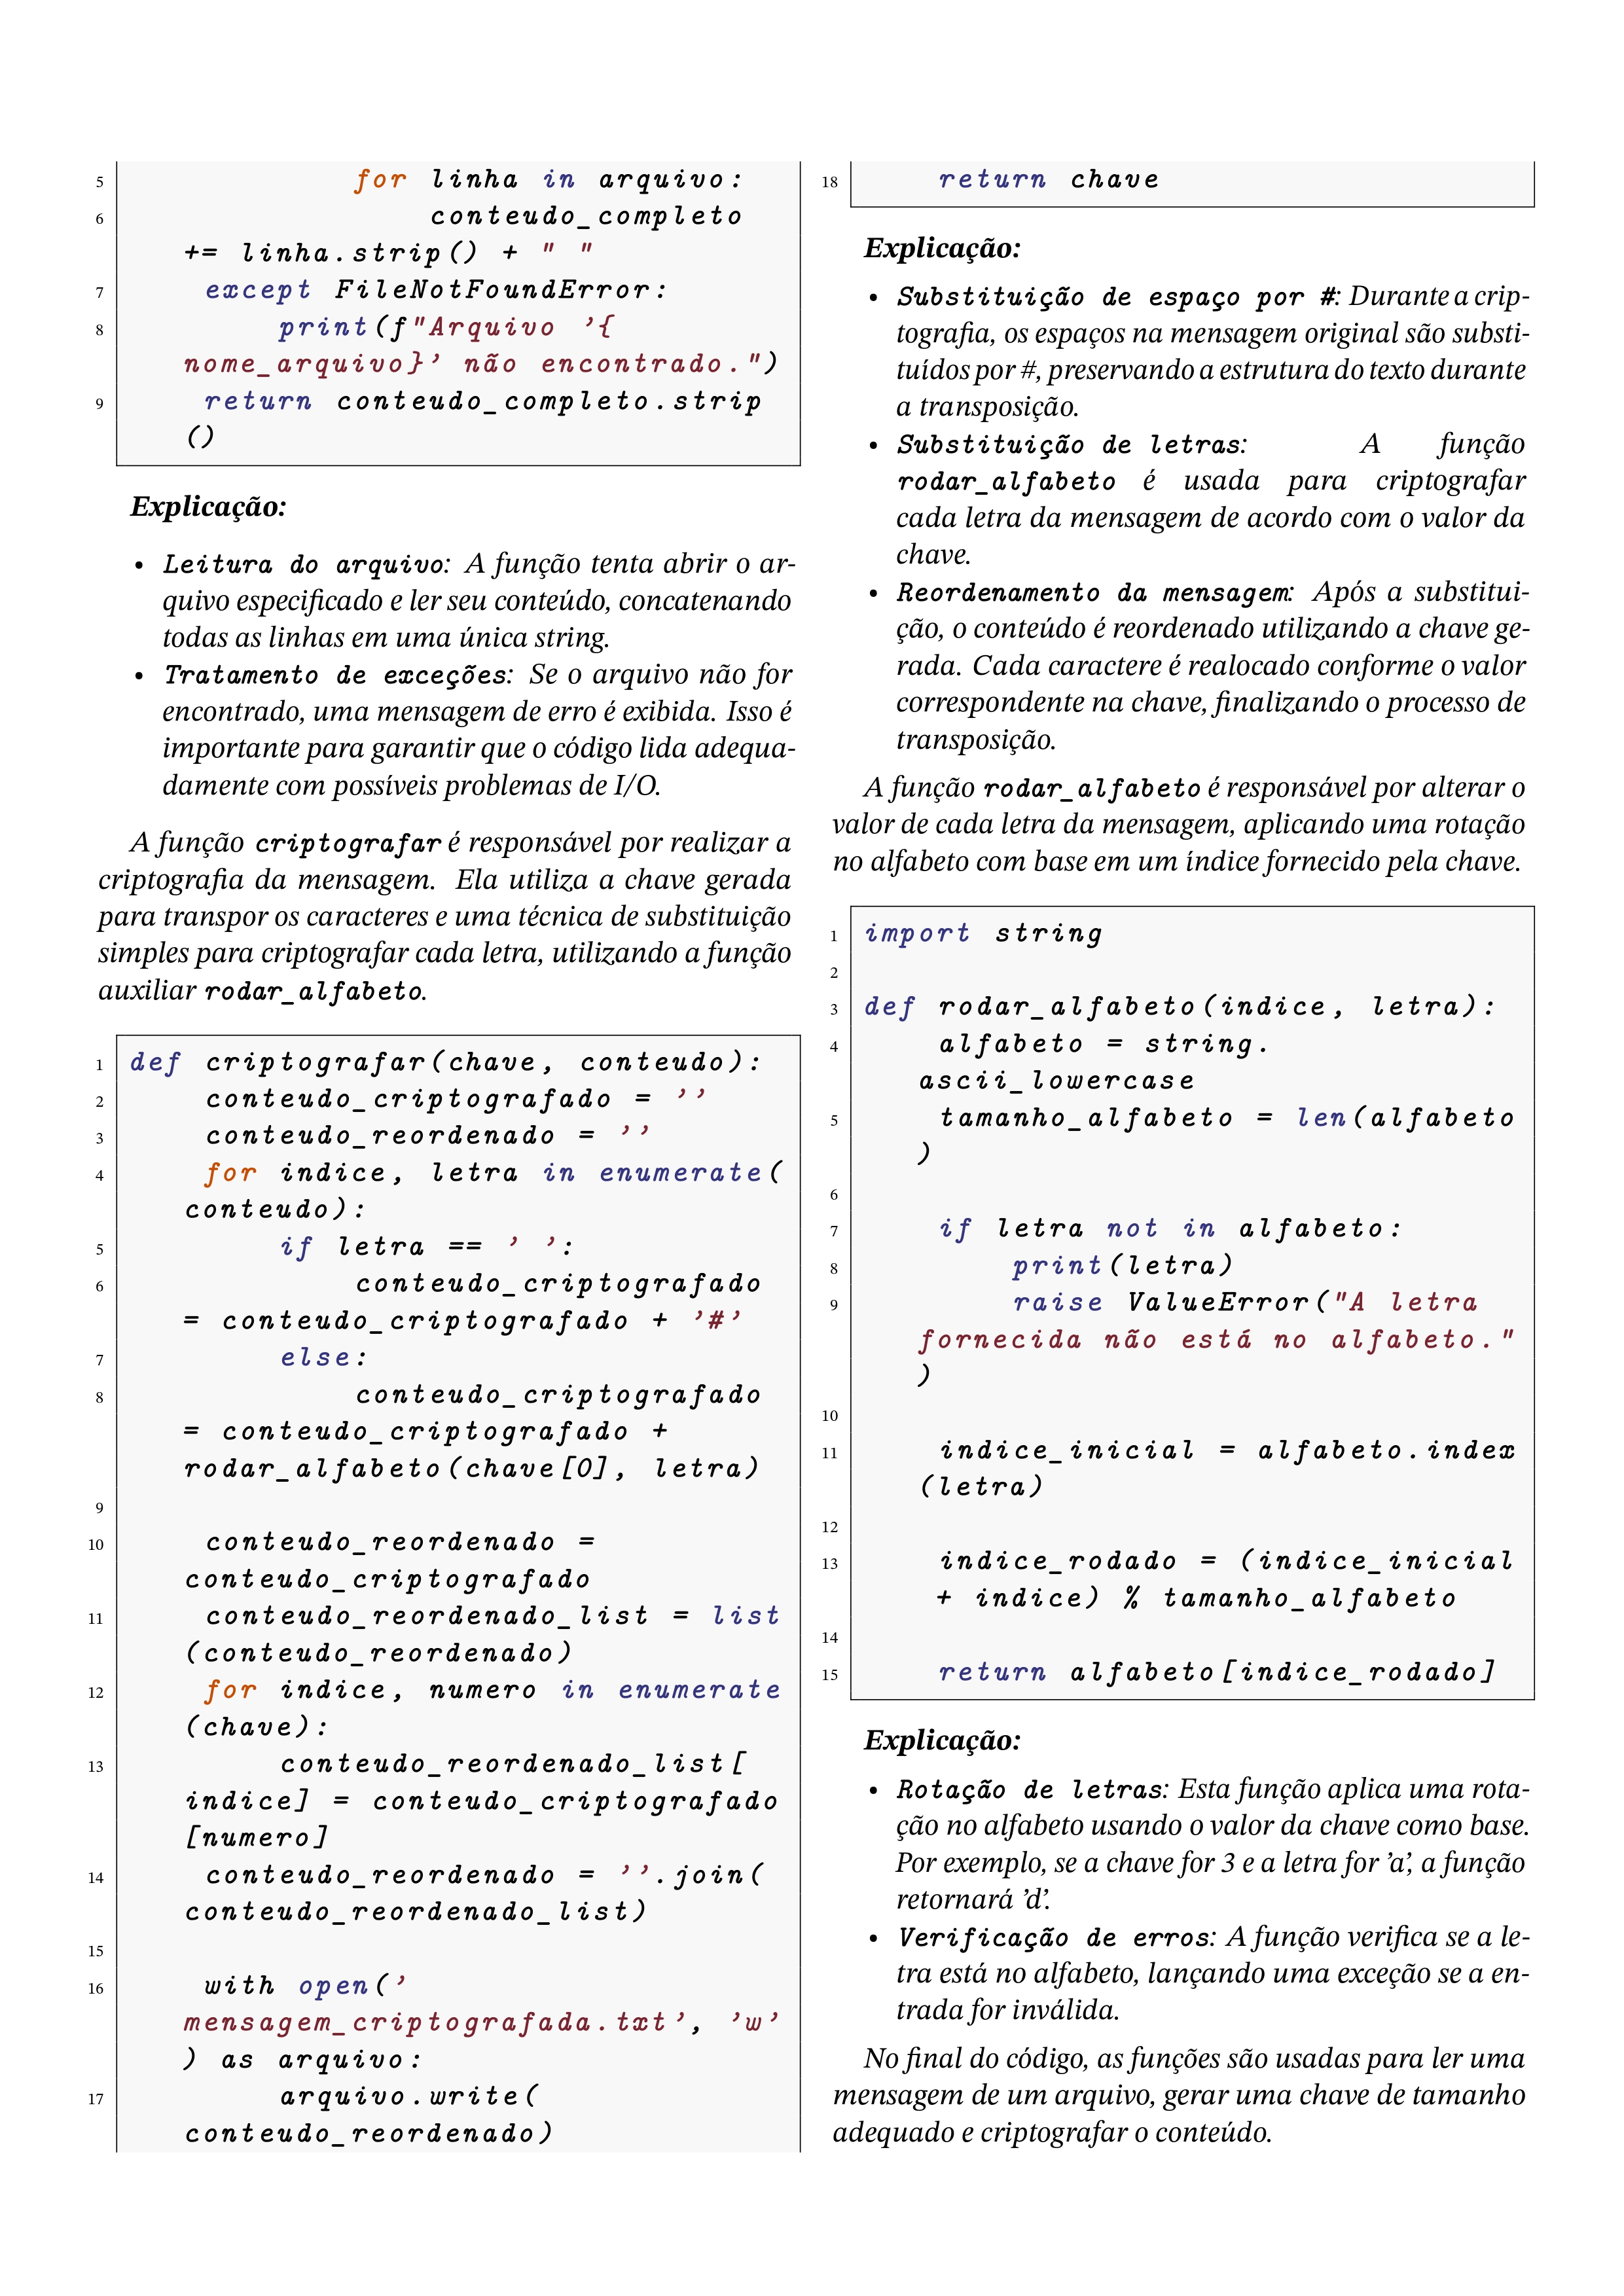 5 for linha in arquivo:
6 conteudo_completo
+= linha.strip() + " "
7 except FileNotFoundError:
8 print(f"Arquivo '{
nome_arquivo}' não encontrado.")
9 return conteudo_completo.strip
()
Explicação:
• Leitura do arquivo: A função tenta abrir o ar-
quivo especificado e ler seu conteúdo, concatenando
todas as linhas em uma única string.
• Tratamento de exceções: Se o arquivo não for
encontrado, uma mensagem de erro é exibida. Isso é
importante para garantir que o código lida adequa-
damente com possíveis problemas de I/O.
A função criptografar é responsável por realizar a
criptografia da mensagem. Ela utiliza a chave gerada
para transpor os caracteres e uma técnica de substituição
simples para criptografar cada letra, utilizando a função
auxiliar rodar_alfabeto.
1 def criptografar(chave, conteudo):
2 conteudo_criptografado = ''
3 conteudo_reordenado = ''
4 for indice, letra in enumerate(
conteudo):
5 if letra == ' ':
6 conteudo_criptografado
= conteudo_criptografado + '#'
7 else:
8 conteudo_criptografado
= conteudo_criptografado +
rodar_alfabeto(chave[0], letra)
9
10 conteudo_reordenado =
conteudo_criptografado
11 conteudo_reordenado_list = list
(conteudo_reordenado)
12 for indice, numero in enumerate
(chave):
13 conteudo_reordenado_list[
indice] = conteudo_criptografado
[numero]
14 conteudo_reordenado = ''.join(
conteudo_reordenado_list)
15
16 with open('
mensagem_criptografada.txt', 'w'
) as arquivo:
17 arquivo.write(
conteudo_reordenado)
18 return chave
Explicação:
• Substituição de espaço por #: Durante a crip-
tografia, os espaços na mensagem original são substi-
tuídos por #, preservando a estrutura do texto durante
a transposição.
• Substituição de letras: A função
rodar_alfabeto é usada para criptografar
cada letra da mensagem de acordo com o valor da
chave.
• Reordenamento da mensagem: Após a substitui-
ção, o conteúdo é reordenado utilizando a chave ge-
rada. Cada caractere é realocado conforme o valor
correspondente na chave, finalizando o processo de
transposição.
A função rodar_alfabeto é responsável por alterar o
valor de cada letra da mensagem, aplicando uma rotação
no alfabeto com base em um índice fornecido pela chave.
1 import string
2
3 def rodar_alfabeto(indice, letra):
4 alfabeto = string.
ascii_lowercase
5 tamanho_alfabeto = len(alfabeto
)
6
7 if letra not in alfabeto:
8 print(letra)
9 raise ValueError("A letra
fornecida não está no alfabeto."
)
10
11 indice_inicial = alfabeto.index
(letra)
12
13 indice_rodado = (indice_inicial
+ indice) % tamanho_alfabeto
14
15 return alfabeto[indice_rodado]
Explicação:
• Rotação de letras: Esta função aplica uma rota-
ção no alfabeto usando o valor da chave como base.
Por exemplo, se a chave for 3 e a letra for 'a', a função
retornará 'd'.
• Verificação de erros: A função verifica se a le-
tra está no alfabeto, lançando uma exceção se a en-
trada for inválida.
No final do código, as funções são usadas para ler uma
mensagem de um arquivo, gerar uma chave de tamanho
adequado e criptografar o conteúdo.